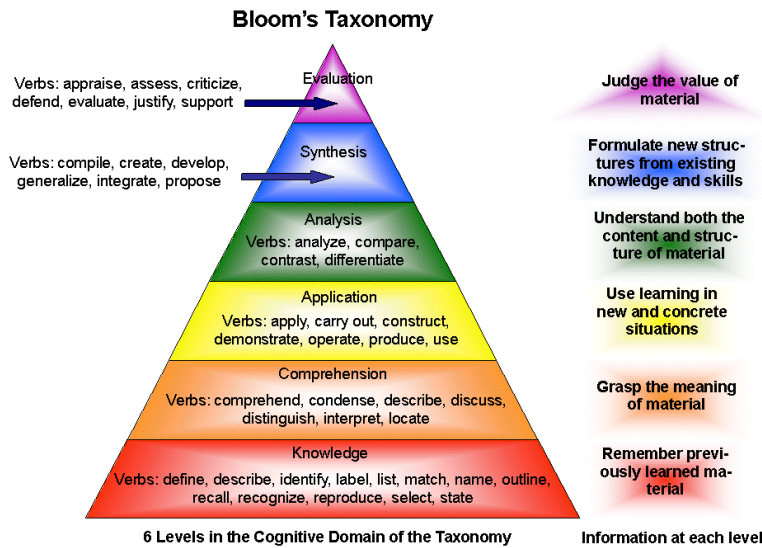 Bloom's Taxonomy
Evaluation
Verbs: appraise, assess, criticize,
defend, evaluate, justify, support
Judge the value of
material
Synthesis
Verbs: compile, create, develop,
generalize, integrate, propose
Formulate new struc-
tures from existing
knowledge and skills
Analysis
Verbs: analyze, compare,
contrast, differentiate
Understand both the
content and struc-
ture of material
Application
Verbs: apply, carry out, construct,
demonstrate, operate, produce, use
Use learning in
new and concrete
situations
Comprehension
Verbs: comprehend, condense, describe, discuss,
distinguish, interpret, locate
Grasp the meaning
of material
Knowledge
Verbs: define, describe, identify, label, list, match, name, outline,
recall, recognize, reproduce, select, state
Remember previ-
ously learned ma-
terial
6 Levels in the Cognitive Domain of the Taxonomy
Information at each level